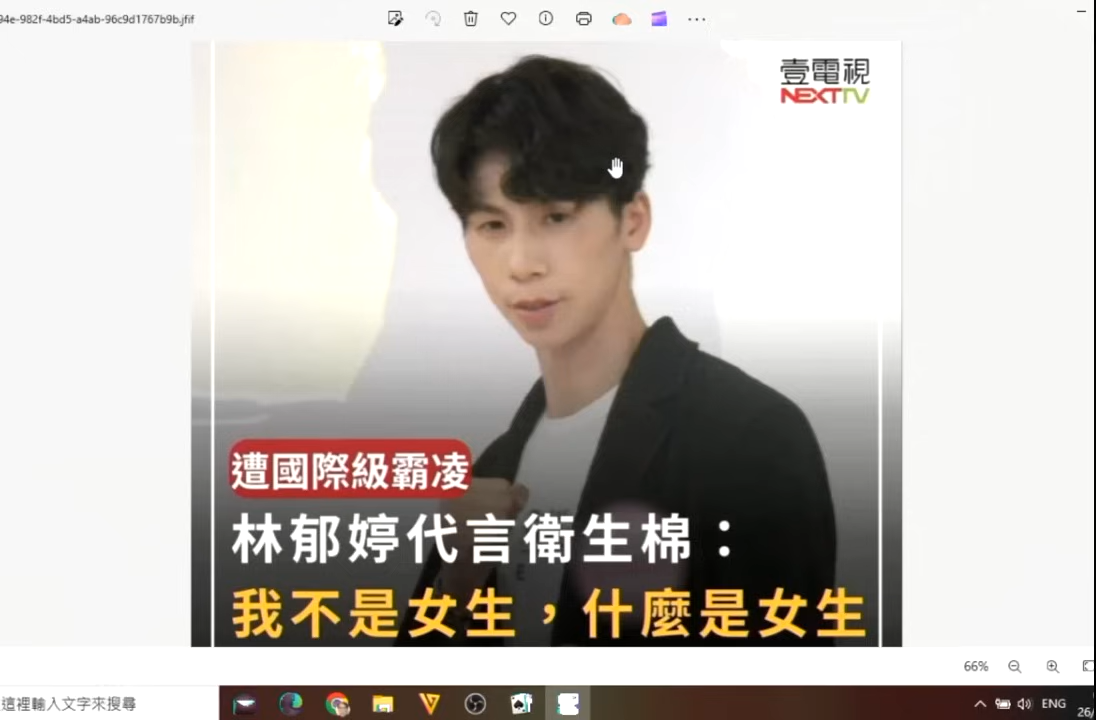 94e-982f-4bd5-a4ab-96c9d1767b9b.jfif
壹電視
NEXTTV
遭國際級霸凌
林郁婷代言衛生棉：
我不是女生，什麼是女生
66%
這裡輸入文字來搜尋
ENG
26/